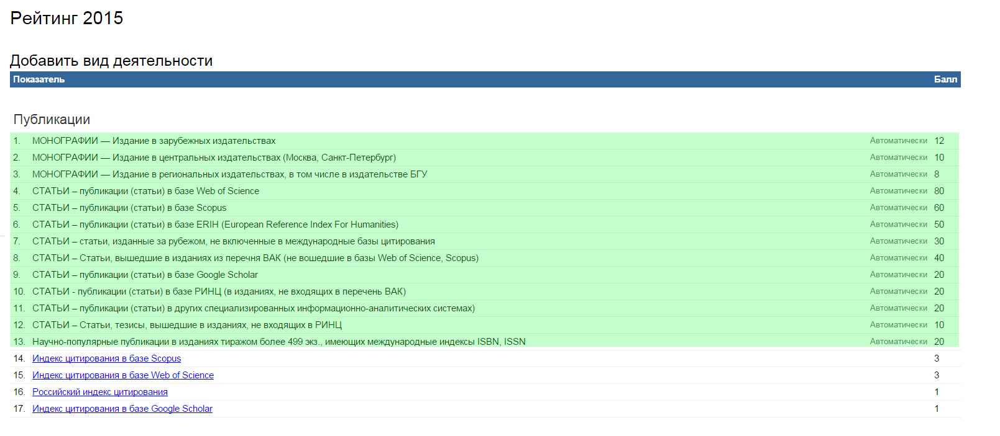 Рейтинг 2015
Добавить вид деятельности
Показатель Балл
Публикации
1. МОНОГРАФИИ — Издание в зарубежных издательствах Автоматически 12
2. МОНОГРАФИИ — Издание в центральных издательствах (Москва, Санкт-Петербург) Автоматически 10
3. МОНОГРАФИИ — Издание в региональных издательствах, в том числе в издательстве БГУ Автоматически 8
4. СТАТЬИ – публикации (статьи) в базе Web of Science Автоматически 80
5. СТАТЬИ – публикации (статьи) в базе Scopus Автоматически 60
6. СТАТЬИ – публикации (статьи) в базе ERIH (European Reference Index For Humanities) Автоматически 50
7. СТАТЬИ – статьи, изданные за рубежом, не включенные в международные базы цитирования Автоматически 30
8. СТАТЬИ – Статьи, вышедшие в изданиях из перечня ВАК (не вошедшие в базы Web of Science, Scopus) Автоматически 40
9. СТАТЬИ – публикации (статьи) в базе Google Scholar Автоматически 20
10. СТАТЬИ - публикации (статьи) в базе РИНЦ (в изданиях, не входящих в перечень ВАК) Автоматически 20
11. СТАТЬИ – публикации (статьи) в других специализированных информационно-аналитических системах) Автоматически 20
12. СТАТЬИ – Статьи, тезисы, вышедшие в изданиях, не входящих в РИНЦ Автоматически 10
13. Научно-популярные публикации в изданиях тиражом более 499 экз., имеющих международные индексы ISBN, ISSN Автоматически 20
14. Индекс цитирования в базе Scopus 3
15. Индекс цитирования в базе Web of Science 3
16. Российский индекс цитирования 1
17. Индекс цитирования в базе Google Scholar 1